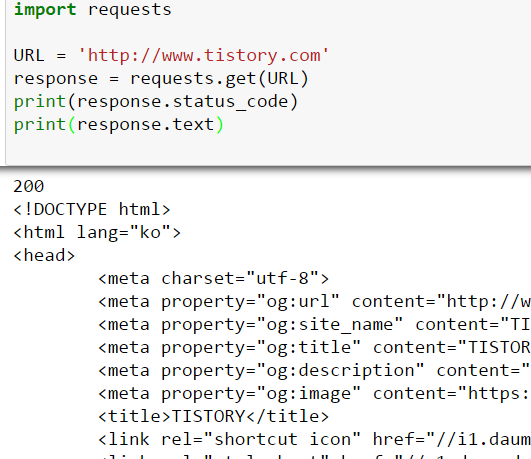 import requests
URL = 'http://www.tistory.com'
response = requests.get(URL)
print(response.status_code)
print(response.text)
200
<!DOCTYPE html>
<html lang="ko">
<head>
<meta charset="utf-8">
<meta property="og:url" content="http://w
<meta property="og:site_name" content="TI
<meta property="og:title" content="TISTOR
<meta property="og:description" content="
<meta property="og:image" content="https:
<title>TISTORY</title>
<link rel="shortcut icon" href="//i1.daum